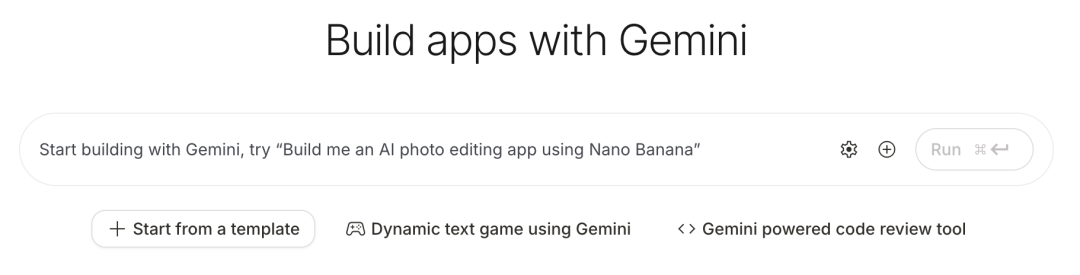 Build apps with Gemini
Start building with Gemini, try “Build me an AI photo editing app using Nano Banana”
Run ⌘↵
Start from a template
Dynamic text game using Gemini
Gemini powered code review tool